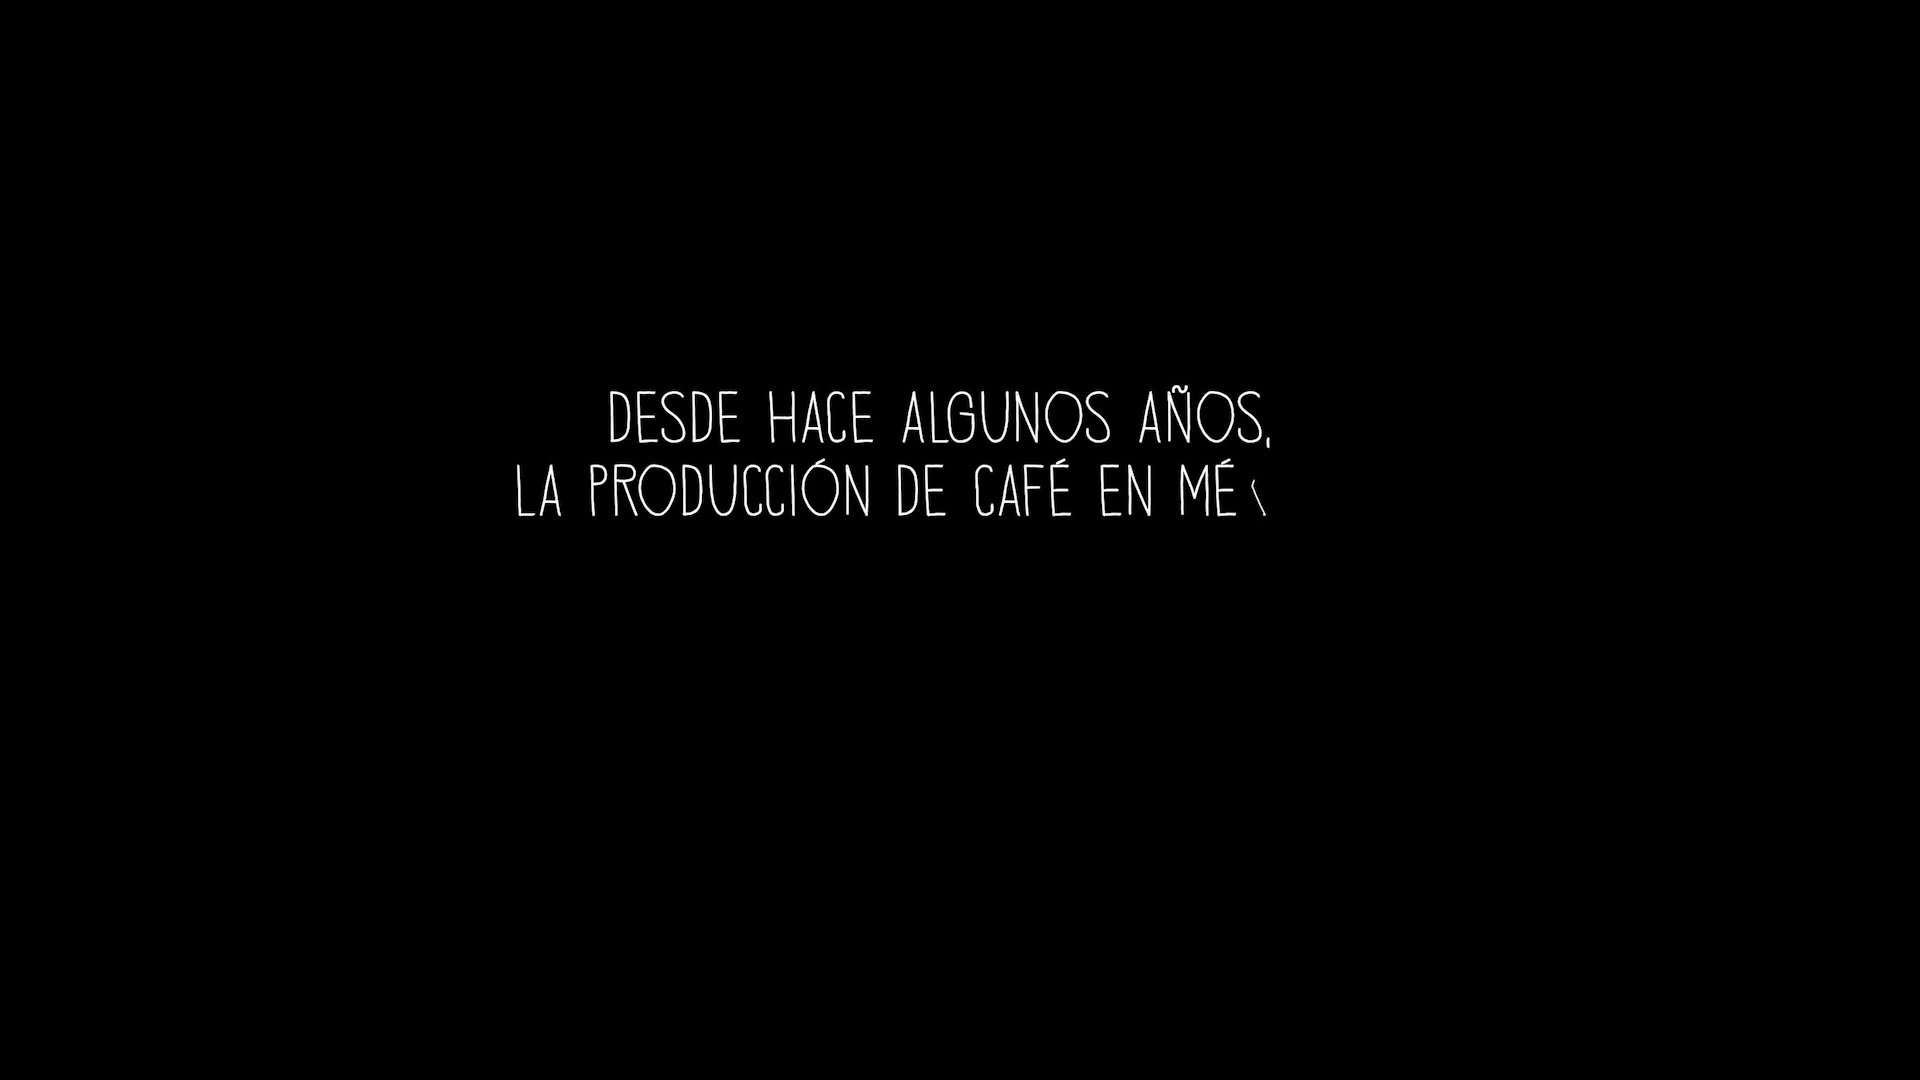 DESDE HACE ALGUNOS AÑOS,
LA PRODUCCIÓN DE CAFÉ EN MÉ